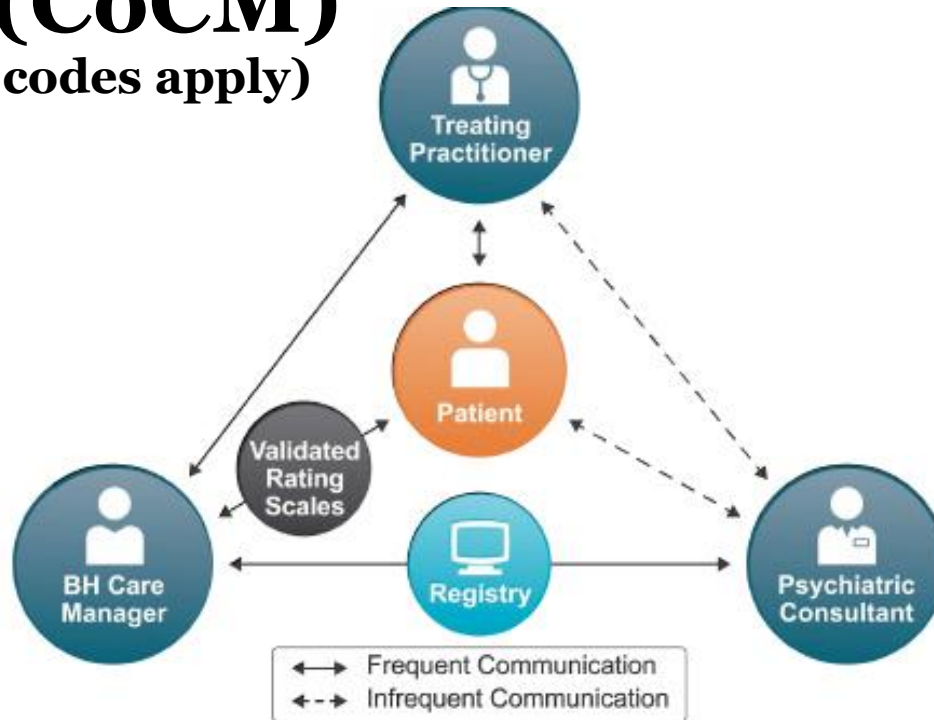 (CoCM)
codes apply)
Treating
Practitioner
Patient
Validated
Rating
Scales
BH Care
Manager
Registry
Psychiatric
Consultant
Frequent Communication
Infrequent Communication